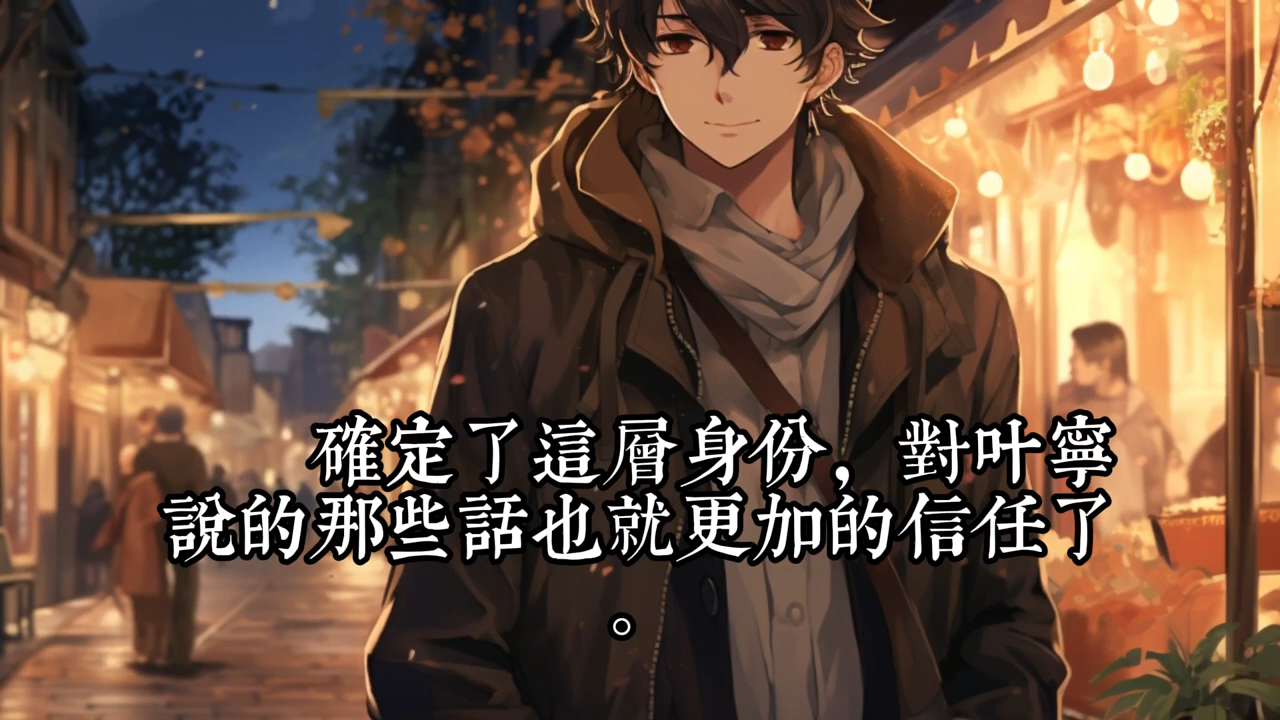 確定了這層身份，對叶寧
說的那些話也就更加的信任了
。